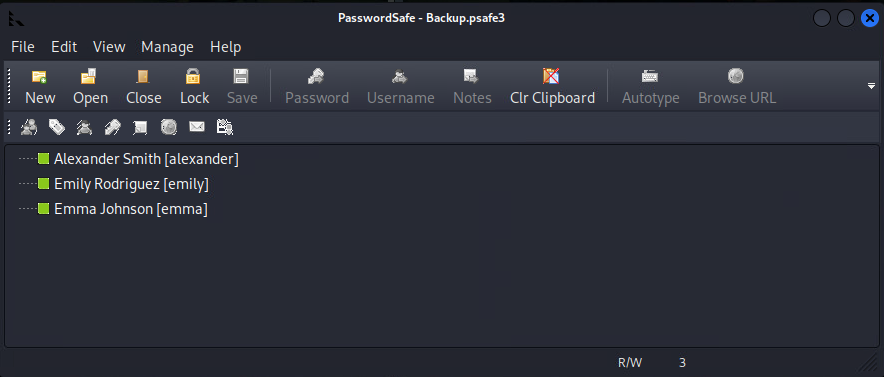 PasswordSafe - Backup.psafe3
File Edit View Manage Help
New Open Close Lock Save Password Username Notes Clr Clipboard Autotype Browse URL
Alexander Smith [alexander]
Emily Rodriguez [emily]
Emma Johnson [emma]
R/W 3